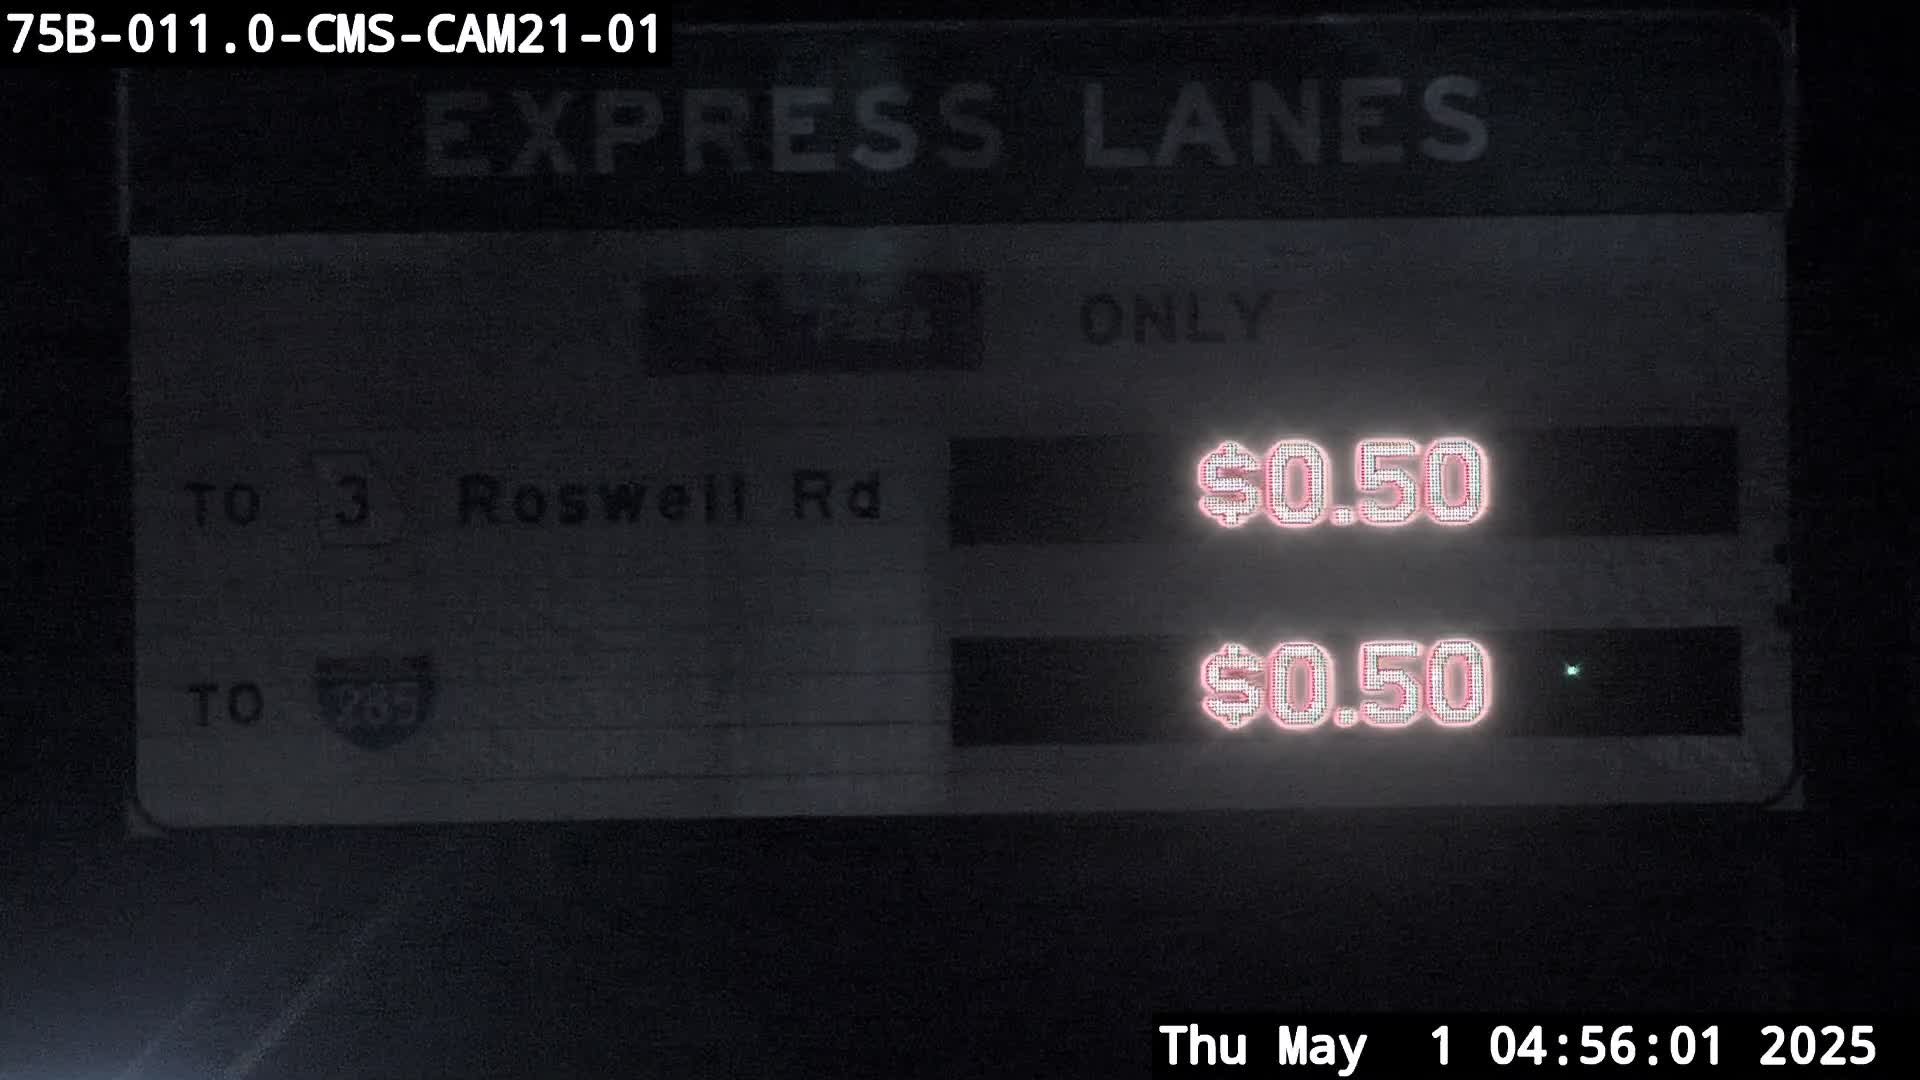 75B-011.0-CMS-CAM21-01
EXPRESS LANES
ONLY
TO 3 Roswell Rd $0.50
TO 285 $0.50
Thu May 1 04:56:01 2025